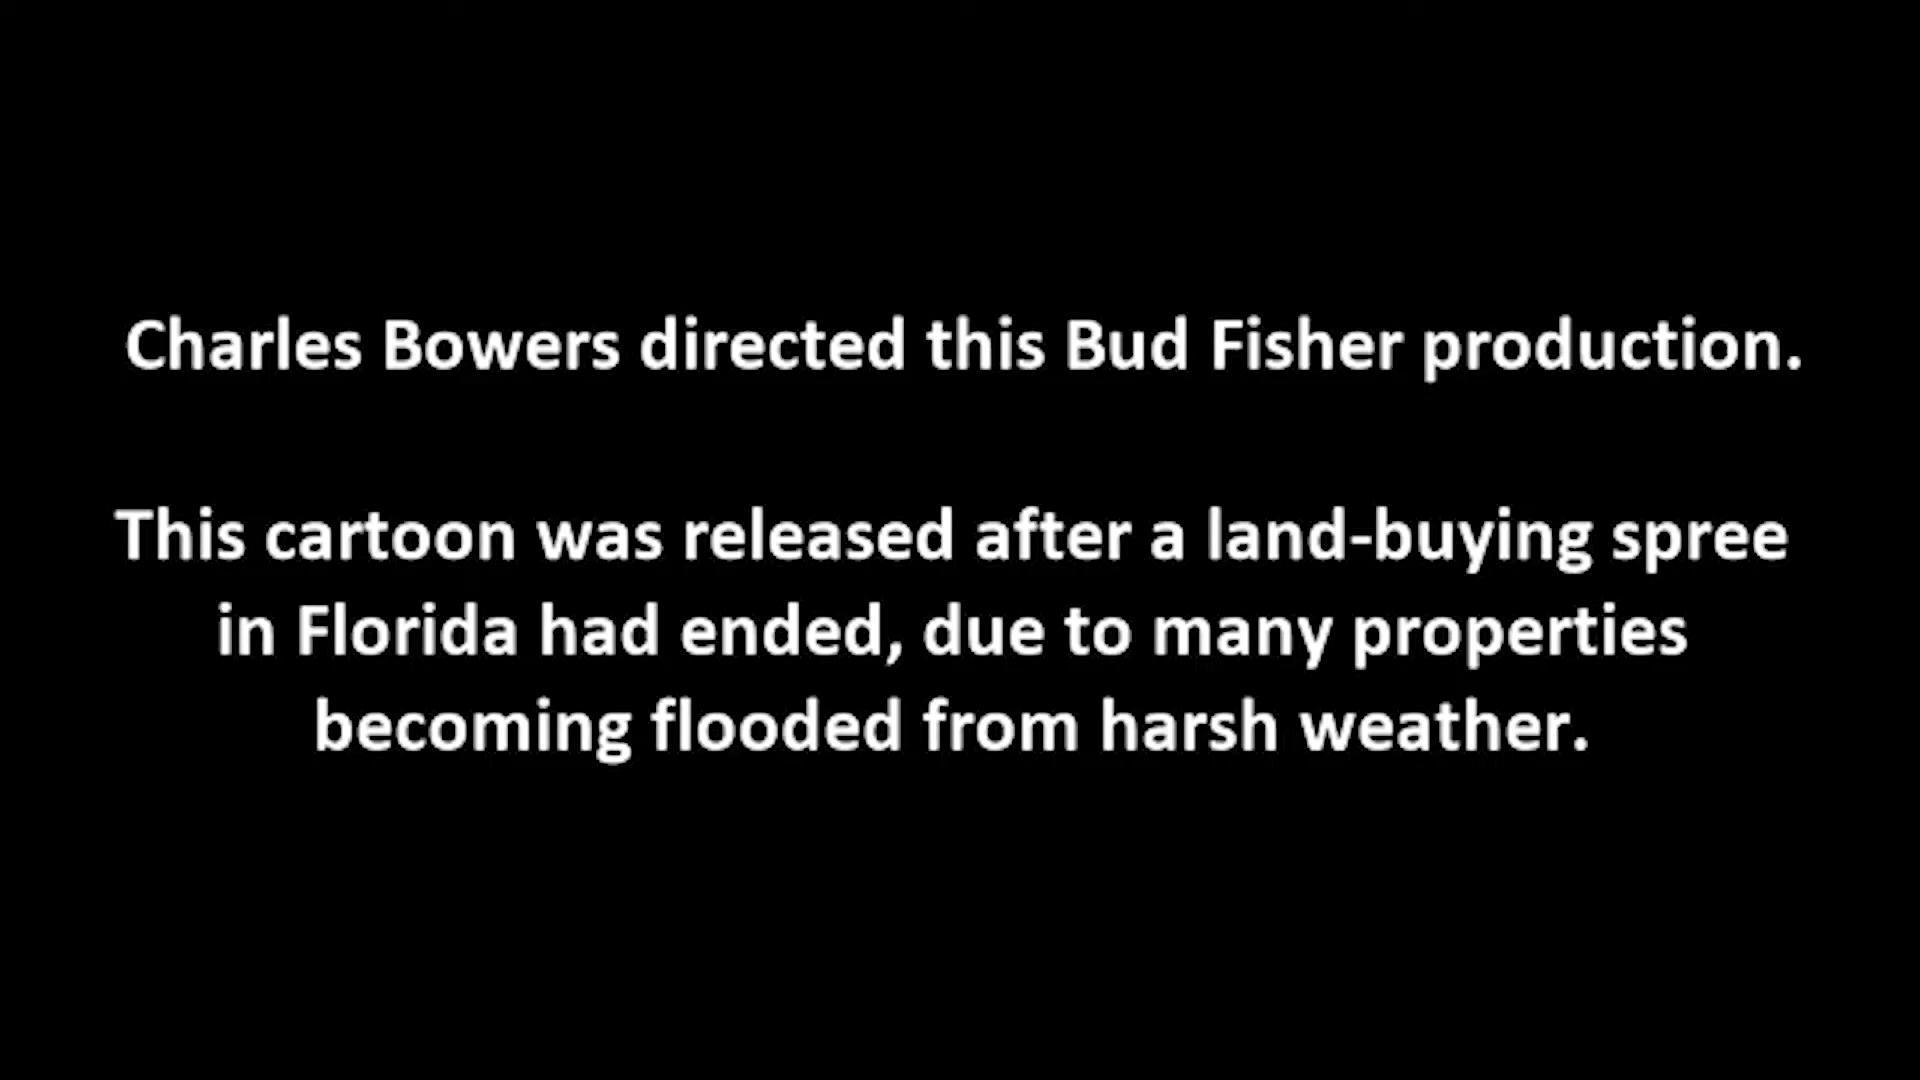 Charles Bowers directed this Bud Fisher production.
This cartoon was released after a land-buying spree
in Florida had ended, due to many properties
becoming flooded from harsh weather.